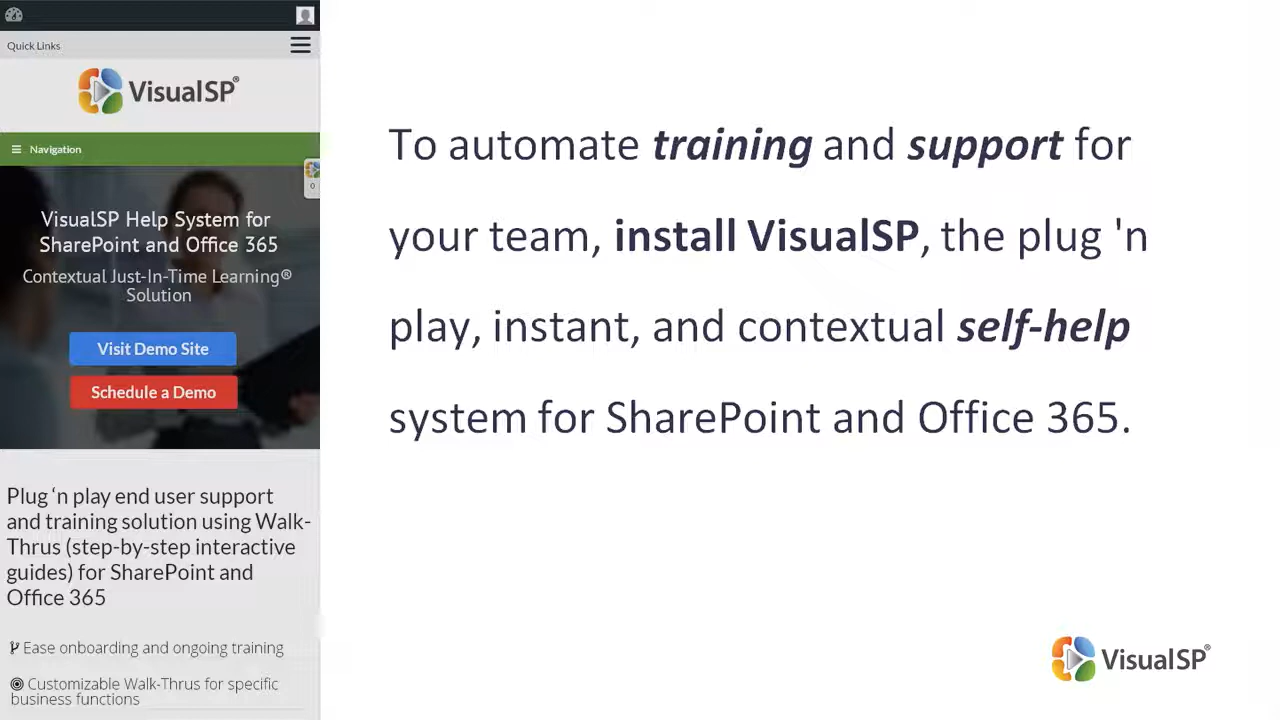 Quick Links
VisualSP®
Navigation
0
VisualSP Help System for
SharePoint and Office 365
Contextual Just-In-Time Learning®
Solution
Visit Demo Site
Schedule a Demo
Plug ‘n play end user support
and training solution using Walk-
Thrus (step-by-step interactive
guides) for SharePoint and
Office 365
Ease onboarding and ongoing training
Customizable Walk-Thrus for specific
business functions
To automate training and support for
your team, install VisualSP, the plug 'n
play, instant, and contextual self-help
system for SharePoint and Office 365.
VisualSP®